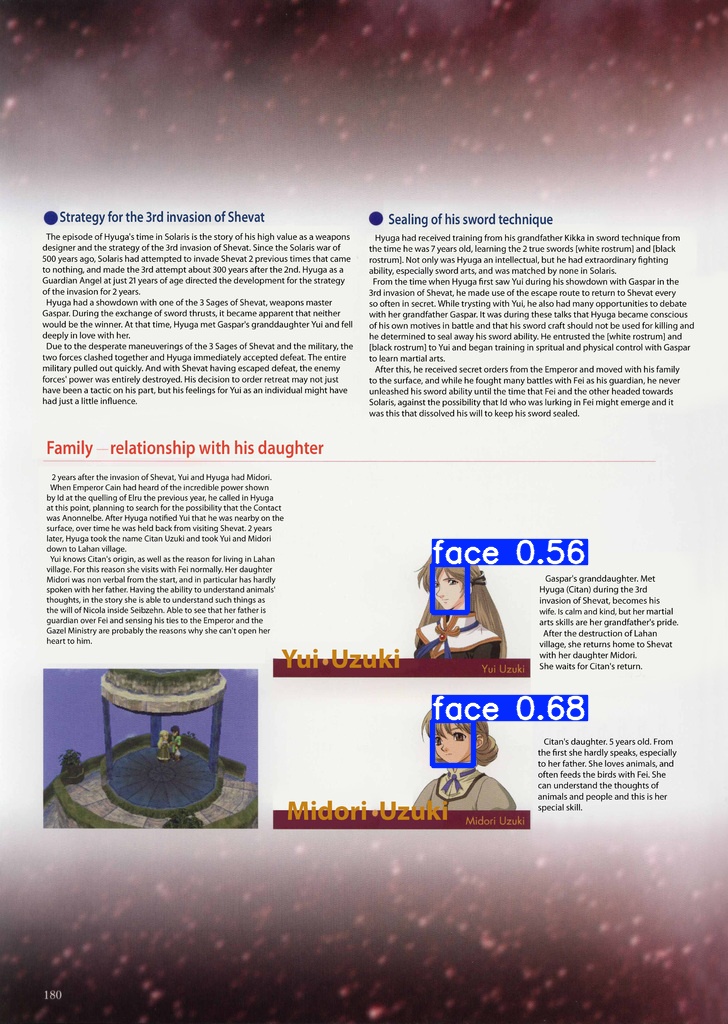 Strategy for the 3rd invasion of Shevat
The episode of Hyuga's time in Solaris is the story of his high value as a weapons
designer and the strategy of the 3rd invasion of Shevat. Since the Solaris war of
500 years ago, Solaris had attempted to invade Shevat 2 previous times that came
to nothing, and made the 3rd attempt about 300 years after the 2nd. Hyuga as a
Guardian Angel at just 21 years of age directed the development for the strategy
of the invasion for 2 years.
Hyuga had a showdown with one of the 3 Sages of Shevat, weapons master
Gaspar. During the exchange of sword thrusts, it became apparent that neither
would be the winner. At that time, Hyuga met Gaspar's granddaughter Yui and fell
deeply in love with her.
Due to the desperate maneuverings of the 3 Sages of Shevat and the military, the
two forces clashed together and Hyuga immediately accepted defeat. The entire
military pulled out quickly. And with Shevat having escaped defeat, the enemy
forces' power was entirely destroyed. His decision to order retreat may not just
have been a tactic on his part, but his feelings for Yui as an individual might have
had just a little influence.
Sealing of his sword technique
Hyuga had received training from his grandfather Kikka in sword technique from
the time he was 7 years old, learning the 2 true swords [white rostrum] and [black
rostrum]. Not only was Hyuga an intellectual, but he had extraordinary fighting
ability, especially sword arts, and was matched by none in Solaris.
From the time when Hyuga first saw Yui during his showdown with Gaspar in the
3rd invasion of Shevat, he made use of the escape route to return to Shevat every
so often in secret. While trysting with Yui, he also had many opportunities to debate
with her grandfather Gaspar. It was during these talks that Hyuga became conscious
of his own motives in battle and that his sword craft should not be used for killing and
he determined to seal away his sword ability. He entrusted the [white rostrum] and
[black rostrum] to Yui and began training in spritual and physical control with Gaspar
to learn martial arts.
After this, he received secret orders from the Emperor and moved with his family
to the surface, and while he fought many battles with Fei as his guardian, he never
unleashed his sword ability until the time that Fei and the other headed towards
Solaris, against the possibility that Id who was lurking in Fei might emerge and it
was this that dissolved his will to keep his sword sealed.
Family — relationship with his daughter
2 years after the invasion of Shevat, Yui and Hyuga had Midori.
When Emperor Cain had heard of the incredible power shown
by Id at the quelling of Elru the previous year, he called in Hyuga
at this point, planning to search for the possibility that the Contact
was Anonnelbe. After Hyuga notified Yui that he was nearby on the
surface, over time he was held back from visiting Shevat. 2 years
later, Hyuga took the name Citan Uzuki and took Yui and Midori
down to Lahan village.
Yui knows Citan's origin, as well as the reason for living in Lahan
village. For this reason she visits with Fei normally. Her daughter
Midori was non verbal from the start, and in particular has hardly
spoken with her father. Having the ability to understand animals'
thoughts, in the story she is able to understand such things as
the will of Nicola inside Seibzehn. Able to see that her father is
guardian over Fei and sensing his ties to the Emperor and the
Gazel Ministry are probably the reasons why she can't open her
heart to him.
face 0.56
Yui•Uzuki
Yui Uzuki
Gaspar's granddaughter. Met
Hyuga (Citan) during the 3rd
invasion of Shevat, becomes his
wife. Is calm and kind, but her martial
arts skills are her grandfather's pride.
After the destruction of Lahan
village, she returns home to Shevat
with her daughter Midori.
She waits for Citan's return.
face 0.68
Midori•Uzuki
Midori Uzuki
Citan's daughter. 5 years old. From
the first she hardly speaks, especially
to her father. She loves animals, and
often feeds the birds with Fei. She
can understand the thoughts of
animals and people and this is her
special skill.
180